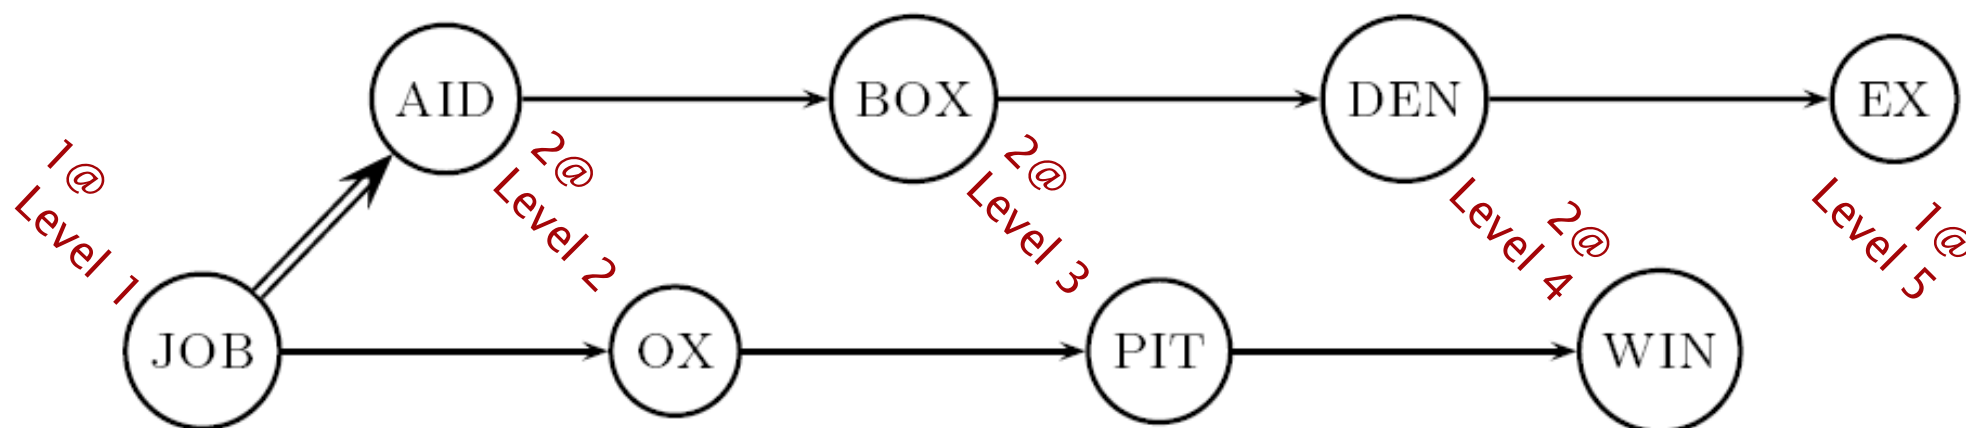 AID
BOX
DEN
EX
1@
Level 1
2@
Level 2
2@
Level 3
2@
Level 4
1@
Level 5
JOB
OX
PIT
WIN